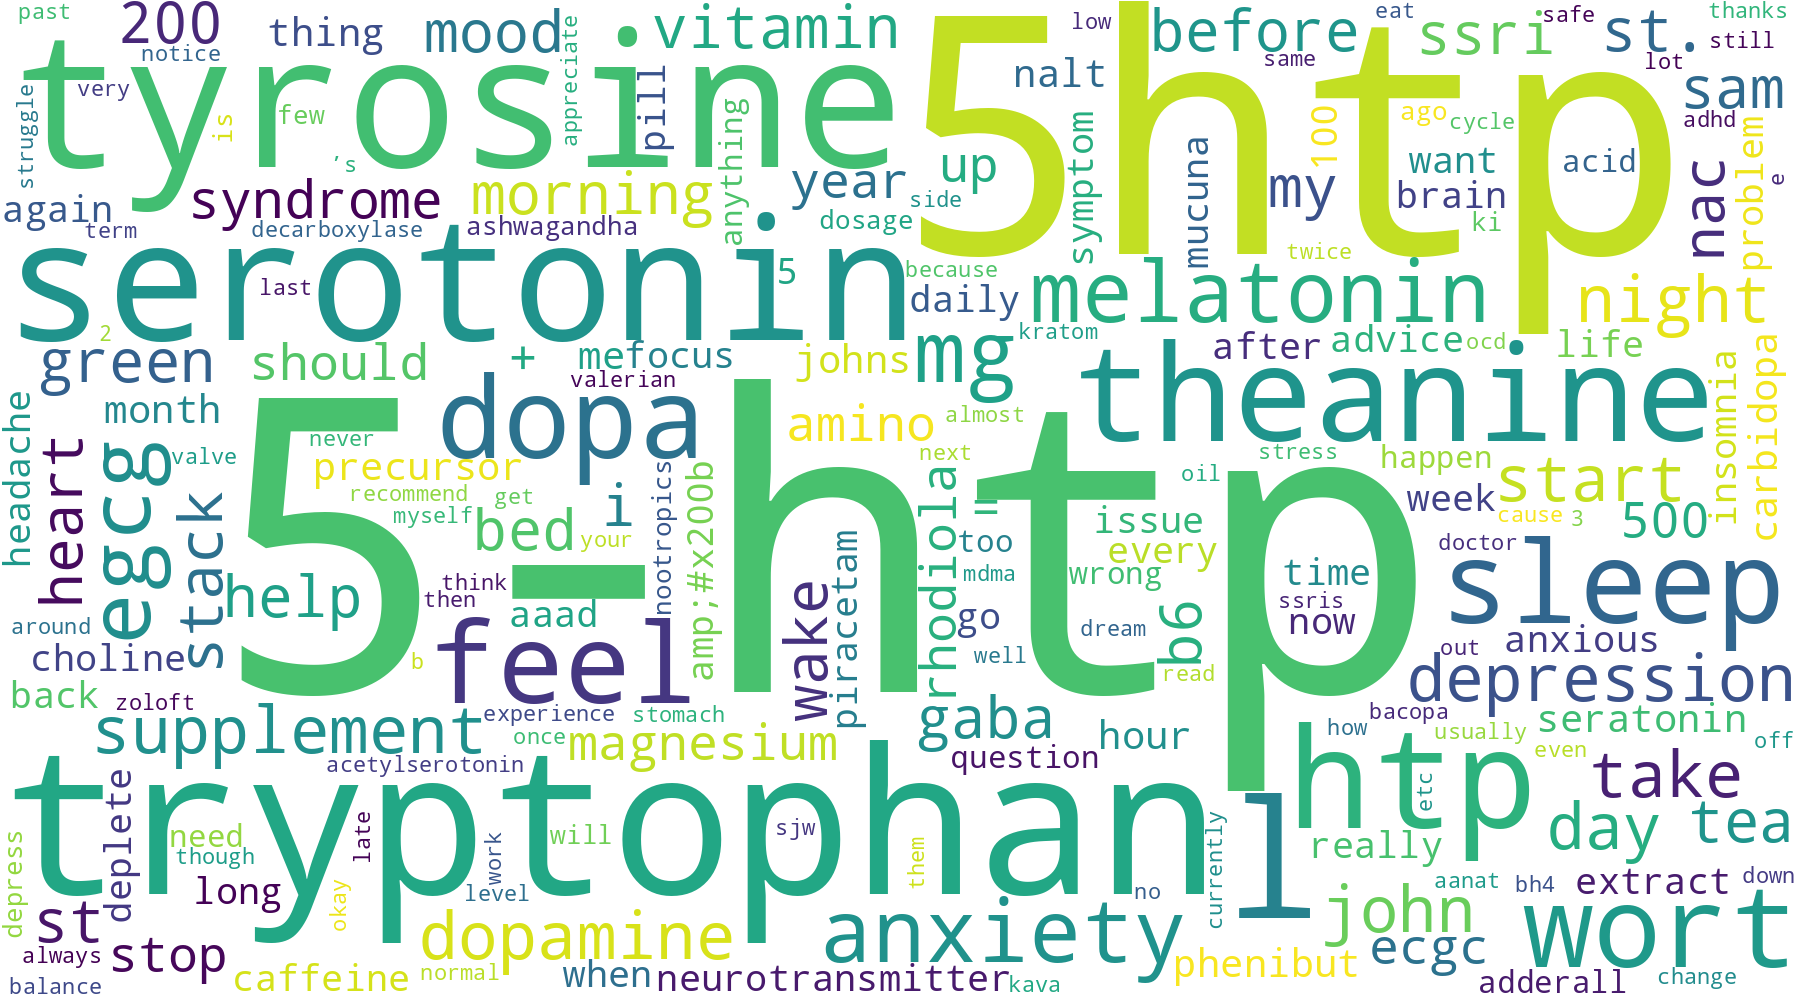 past
200
thing
mood
appreciate
.
vitamin
low
before
eat
ssri
safe
st.
thanks
still
notice
tyrosine
5htp
nalt
same
lot
sam
very
struggle
is
few
's
pill
anything
symptom
mucuna
100
ago
cycle
adhd
want
acid
nac
problem
e
up
my
brain
ki
syndrome
morning
year
side
again
term
decarboxylase
ashwagandha
dosage
twice
serotonin
last
5
because
daily
melatonin
night
2
green
should
+
me
focus
johns
mg
kratom
after
advice
ocd
life
valerian
theanine
month
dopa
amino
almost
insomnia
carbidopa
headache
heart
egcg
valve
never
precursor
next
stress
happen
start
stack
recommend
get
myself
5-htp
bed
i
your
nootropics
amp;#x200b
piracetam
rhodiola
=
oil
issue
week
cause
3
500
too
every
doctor
sleep
help
think
then
aaad
wake
mdma
wrong
time
ssris
now
around
go
dream
b6
choline
b
feel
well
read
out
anxious
depression
back
zoloft
supplement
experience
stomach
once
magnesium
gaba
hour
how
bacopa
usually
seratonin
even
off
acetylserotonin
question
tryptophan
l
htp
etc
take
depress
deplete
need
though
late
work
will
sjw
them
currently
really
day
tea
long
okay
level
no
aanat
bh4
extract
down
st
always
stop
dopamine
anxiety
john
ecgc
wort
balance
caffeine
normal
when
neurotransmitter
kava
phenibut
adderall
change